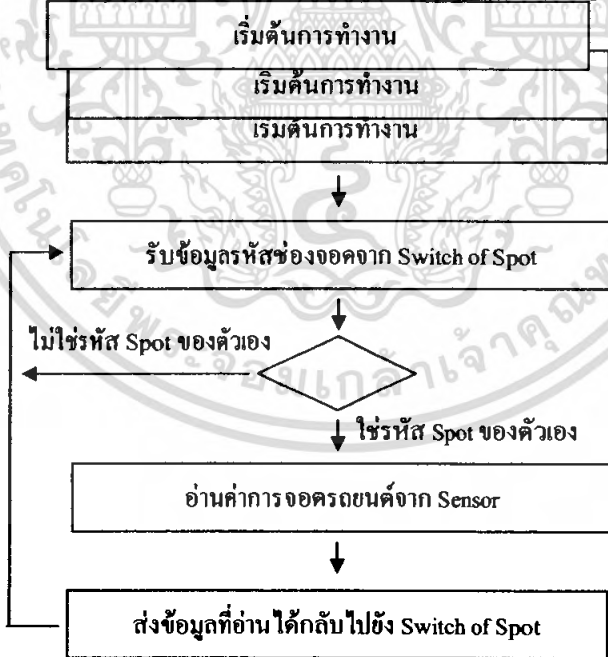 เริ่มต้นการทำงาน
เริ่มต้นการทำงาน
เริ่มต้นการทำงาน
รับข้อมูลรหัสช่องจอดจาก Switch of Spot
ไม่ใช่รหัส Spot ของตัวเอง
ใช่รหัส Spot ของตัวเอง
อ่านค่าการจอดรถยนต์จาก Sensor
ส่งข้อมูลที่อ่านได้กลับไปยัง Switch of Spot